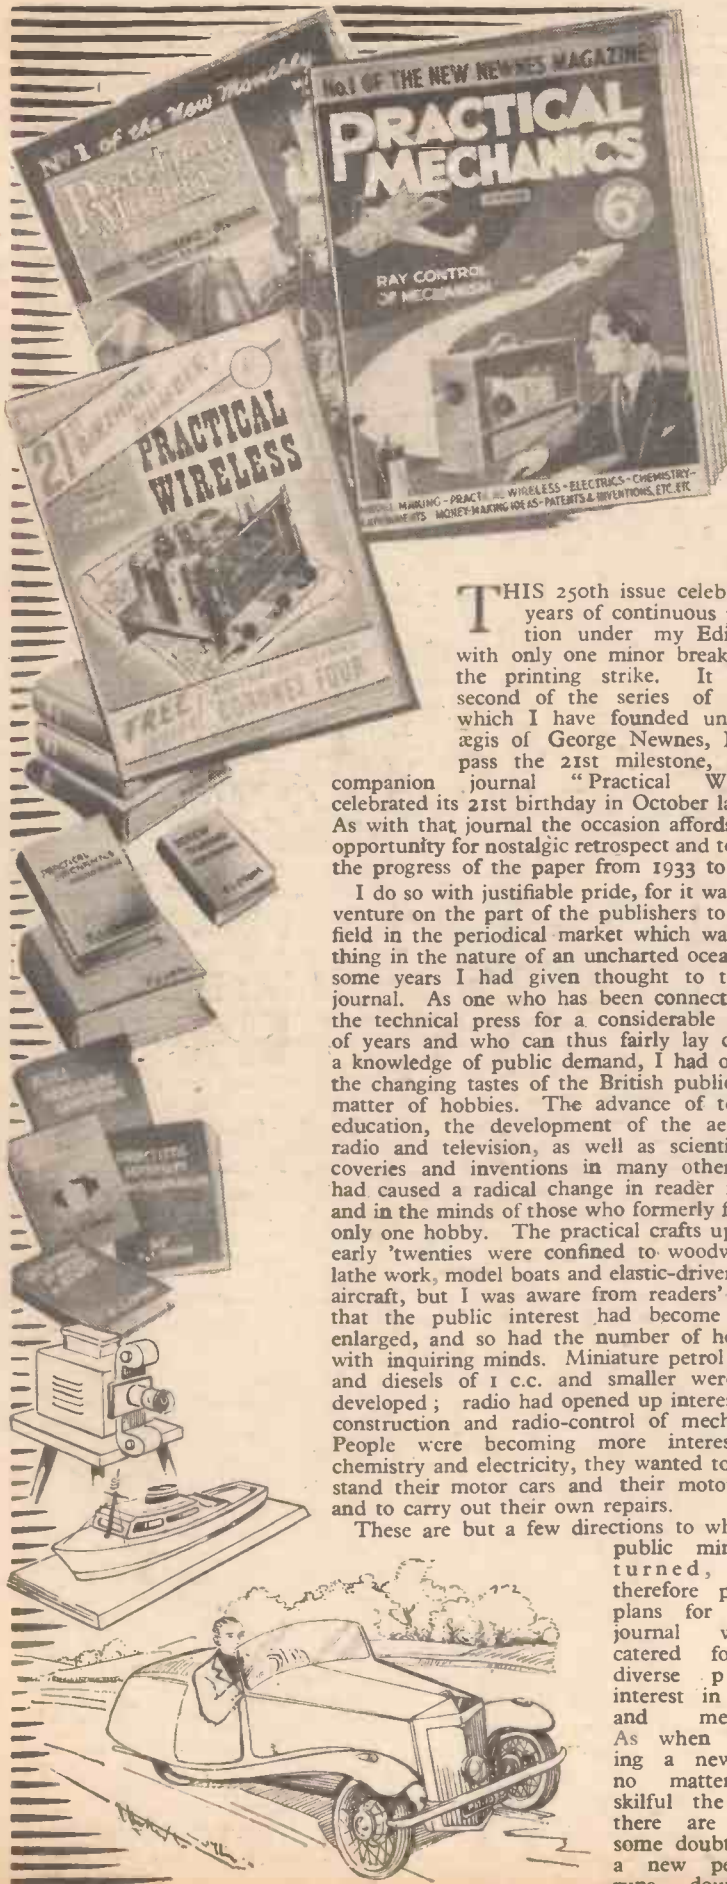 No. 1 of the New Monthly
No.1 OF THE NEW NEWNES MAGAZINE
PRACTICAL
MECHANICS
6D
RAY CONTROL
OF MECHANISM
MAKING - PRACTICAL WIRELESS - ELECTRICS - CHEMISTRY -
MONEY-MAKING IDEAS - PATENTS & INVENTIONS, ETC. ETC
21
PRACTICAL
WIRELESS
FREE
FOUR
THIS 250th issue celeb
years of continuous
tion under my Edi
with only one minor break
the printing strike. It
second of the series of
which I have founded un
ægis of George Newnes,
pass the 21st milestone,
companion journal "Practical W
celebrated its 21st birthday in October la
As with that journal the occasion affords
opportunity for nostalgic retrospect and t
the progress of the paper from 1933 to
I do so with justifiable pride, for it wa
venture on the part of the publishers to
field in the periodical market which wa
thing in the nature of an uncharted ocea
some years I had given thought to t
journal. As one who has been connect
the technical press for a considerable
of years and who can thus fairly lay c
a knowledge of public demand, I had o
the changing tastes of the British public
matter of hobbies. The advance of t
education, the development of the ae
radio and television, as well as scienti
coveries and inventions in many other
had caused a radical change in reader
and in the minds of those who formerly f
only one hobby. The practical crafts up
early 'twenties were confined to woodw
lathe work, model boats and elastic-driven
aircraft, but I was aware from readers'
that the public interest had become
enlarged, and so had the number of h
with inquiring minds. Miniature petrol
and diesels of 1 c.c. and smaller were
developed ; radio had opened up intere
construction and radio-control of mech
People were becoming more interes
chemistry and electricity, they wanted to
stand their motor cars and their moto
and to carry out their own repairs.
These are but a few directions to wh
public min
turned,
therefore p
plans for
journal
catered fo
diverse p
interest in
and me
As when
ing a new
no matter
skilful the
there are
some doubt
a new pe